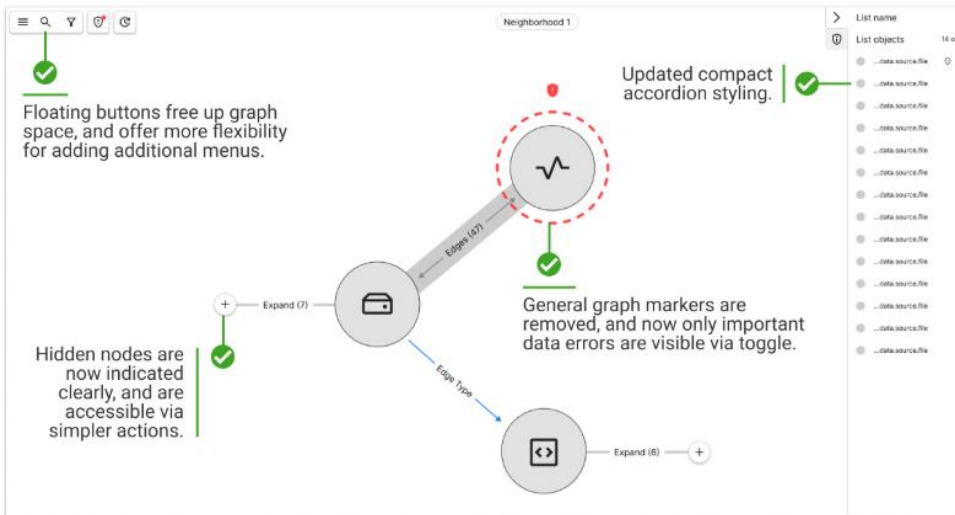 Neighborhood 1
List name
List objects 14 o
...data.source.file
...data.source.file
...data.source.file
...data.source.file
...data.source.file
...data.source.file
...data.source.file
...data.source.file
...data.source.file
...data.source.file
...data.source.file
...data.source.file
...data.source.file
...data.source.file
Floating buttons free up graph
space, and offer more flexibility
for adding additional menus.
Updated compact
accordion styling.
Edges (47)
General graph markers are
removed, and now only important
data errors are visible via toggle.
Expand (7)
Hidden nodes are
now indicated
clearly, and are
accessible via
simpler actions.
Edge Type
Expand (6)